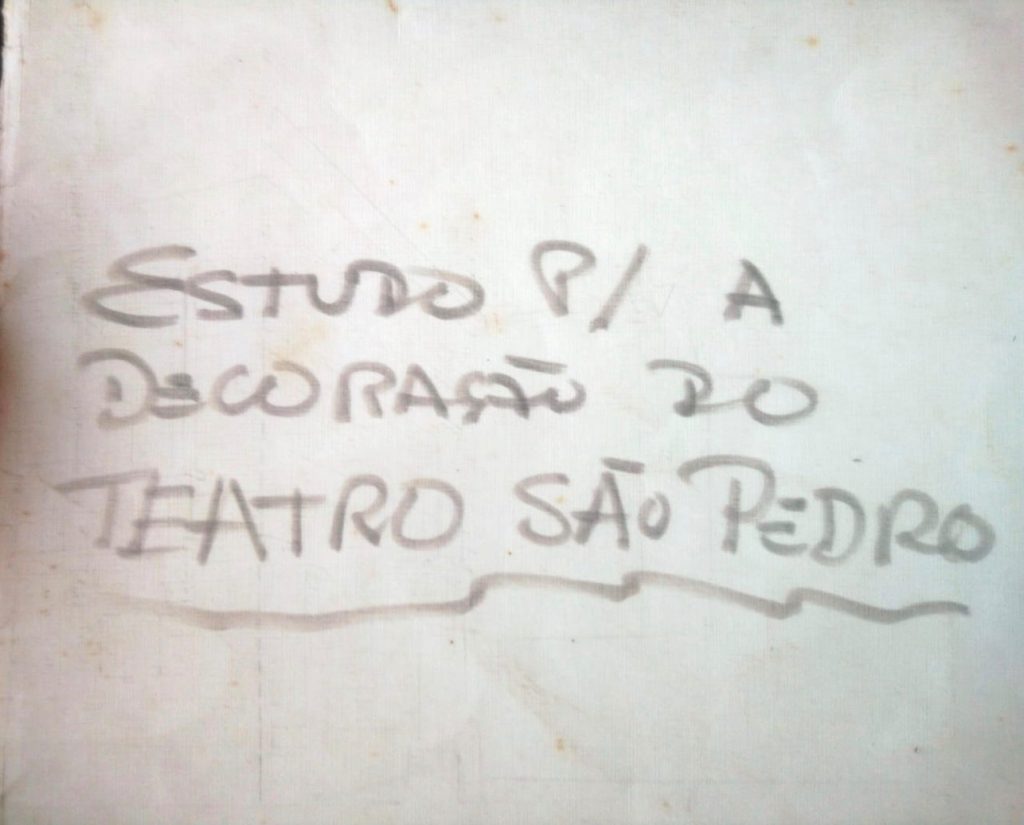 ESTUDO P/ A
DECORAÇÃO DO
TEATRO SÃO PEDRO